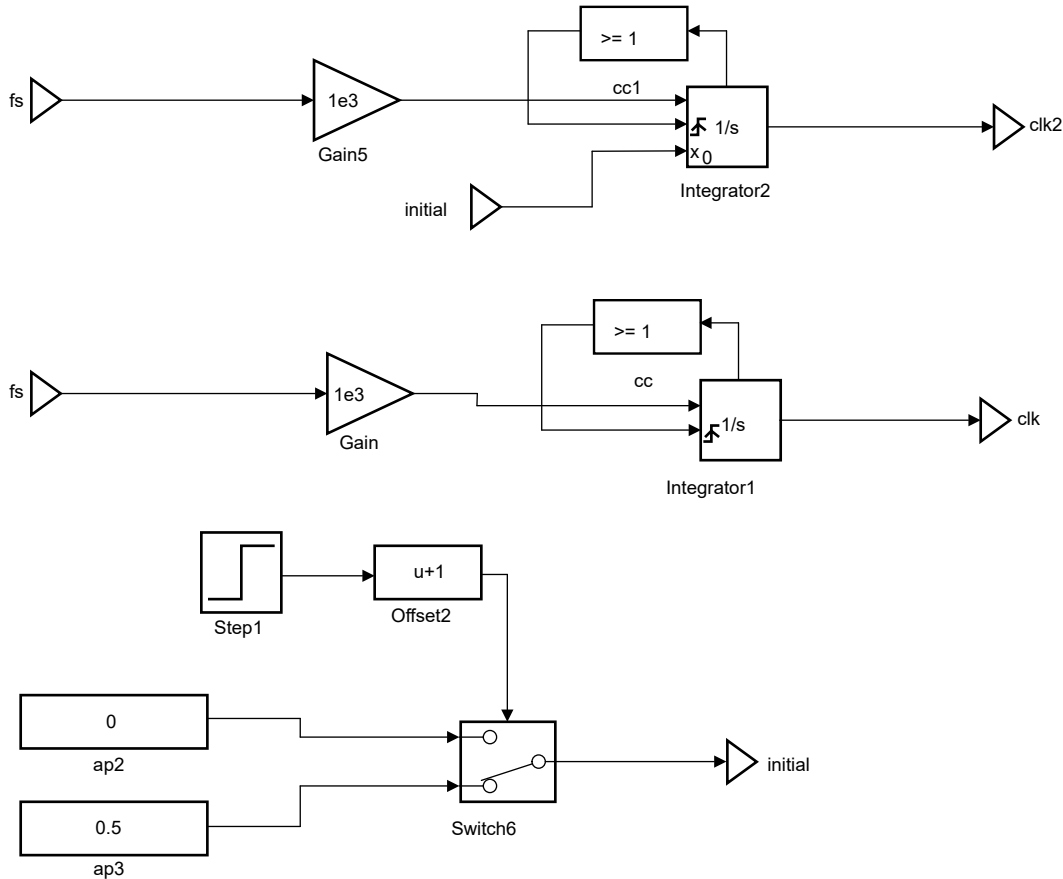 >= 1
fs
1e3
cc1
1/s
clk2
Gain5
x0
initial
Integrator2
>= 1
fs
1e3
cc
1/s
clk
Gain
Integrator1
u+1
Step1
Offset2
0
ap2
initial
0.5
Switch6
ap3